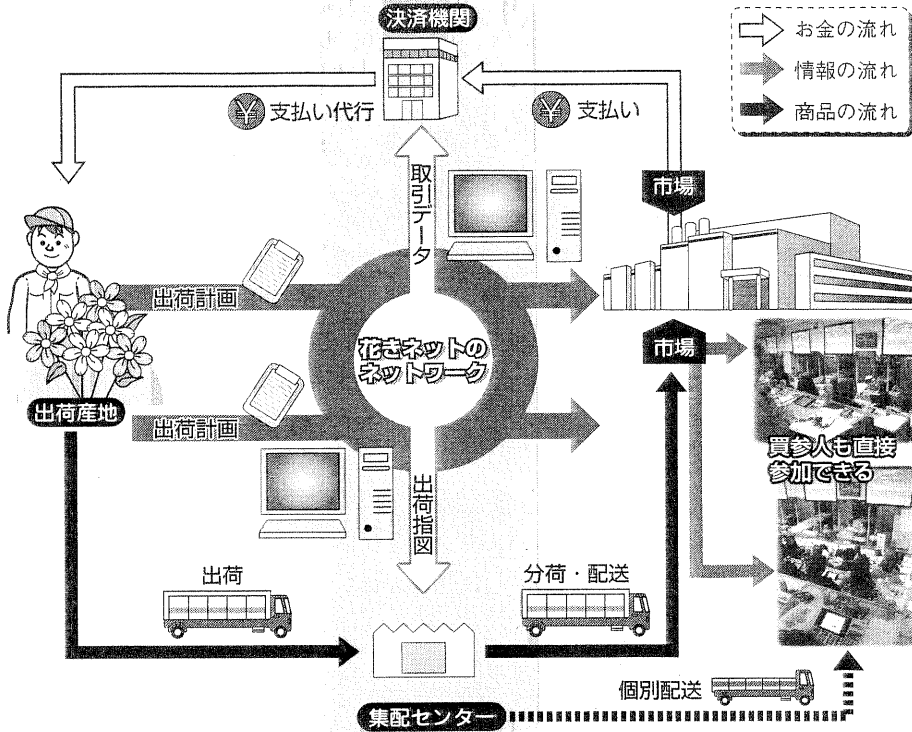 決済機関
お金の流れ
情報の流れ
商品の流れ
¥ 支払い代行
¥ 支払い
取引データ
市場
出荷計画
花きネットの
ネットワーク
市場
出荷産地
出荷計画
買参人も直接
参加できる
出荷指図
出荷
分荷・配送
個別配送
集配センター